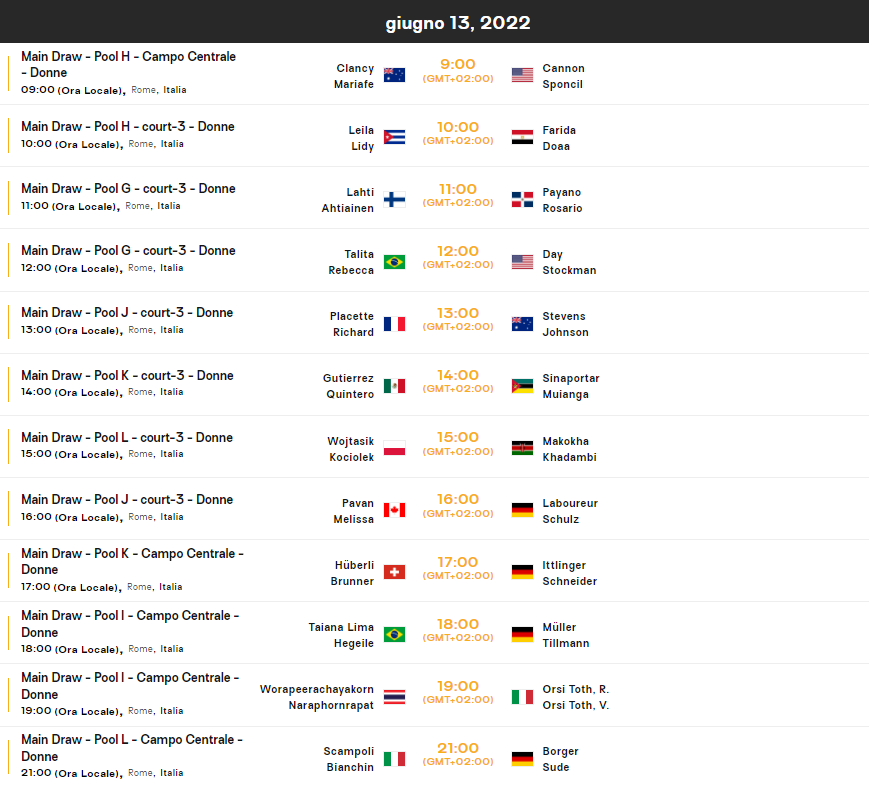 giugno 13, 2022
Main Draw - Pool H - Campo Centrale
- Donne
09:00 (Ora Locale), Rome, Italia
Clancy
Mariafe
9:00
(GMT+02:00)
Cannon
Sponcil
Main Draw - Pool H - court-3 - Donne
10:00 (Ora Locale), Rome, Italia
Leila
Lidy
10:00
(GMT+02:00)
Farida
Doaa
Main Draw - Pool G - court-3 - Donne
11:00 (Ora Locale), Rome, Italia
Lahti
Ahtiainen
11:00
(GMT+02:00)
Payano
Rosario
Main Draw - Pool G - court-3 - Donne
12:00 (Ora Locale), Rome, Italia
Talita
Rebecca
12:00
(GMT+02:00)
Day
Stockman
Main Draw - Pool J - court-3 - Donne
13:00 (Ora Locale), Rome, Italia
Placette
Richard
13:00
(GMT+02:00)
Stevens
Johnson
Main Draw - Pool K - court-3 - Donne
14:00 (Ora Locale), Rome, Italia
Gutierrez
Quintero
14:00
(GMT+02:00)
Sinaportar
Muianga
Main Draw - Pool L - court-3 - Donne
15:00 (Ora Locale), Rome, Italia
Wojtasik
Kociolek
15:00
(GMT+02:00)
Makokha
Khadambi
Main Draw - Pool J - court-3 - Donne
16:00 (Ora Locale), Rome, Italia
Pavan
Melissa
16:00
(GMT+02:00)
Laboureur
Schulz
Main Draw - Pool K - Campo Centrale -
Donne
17:00 (Ora Locale), Rome, Italia
Hüberli
Brunner
17:00
(GMT+02:00)
Ittlinger
Schneider
Main Draw - Pool I - Campo Centrale -
Donne
18:00 (Ora Locale), Rome, Italia
Taiana Lima
Hegeile
18:00
(GMT+02:00)
Müller
Tillmann
Main Draw - Pool I - Campo Centrale -
Donne
19:00 (Ora Locale), Rome, Italia
Worapeerachayakorn
Naraphornrapat
19:00
(GMT+02:00)
Orsi Toth, R.
Orsi Toth, V.
Main Draw - Pool L - Campo Centrale -
Donne
21:00 (Ora Locale), Rome, Italia
Scampoli
Bianchin
21:00
(GMT+02:00)
Borger
Sude